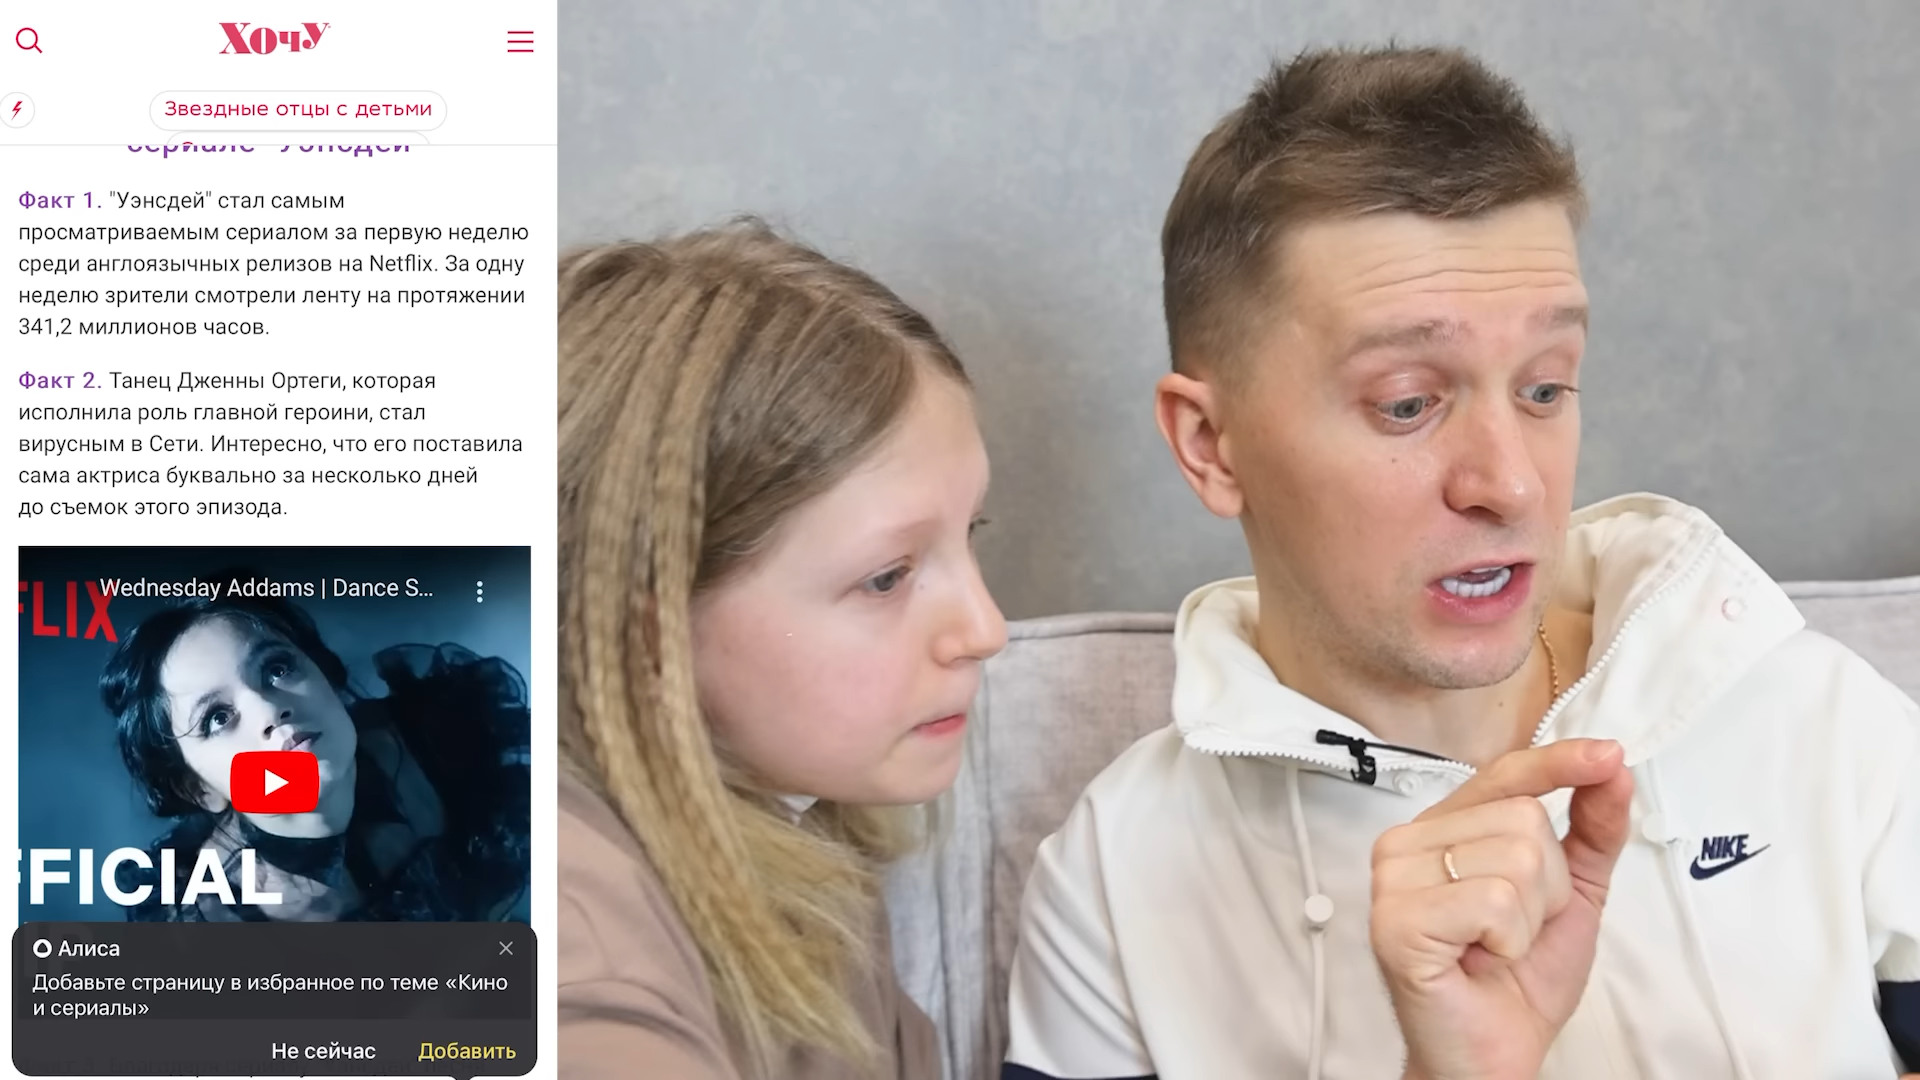 ХОЧУ
Звездные отцы с детьми
сериале "Уэнсдей"
Факт 1. "Уэнсдей" стал самым
просматриваемым сериалом за первую неделю
среди англоязычных релизов на Netflix. За одну
неделю зрители смотрели ленту на протяжении
341,2 миллионов часов.
Факт 2. Танец Дженны Ортеги, которая
исполнила роль главной героини, стал
вирусным в Сети. Интересно, что его поставила
сама актриса буквально за несколько дней
до съемок этого эпизода.
Wednesday Addams | Dance S...
FLIX
FFICIAL
Алиса
Добавьте страницу в избранное по теме «Кино
и сериалы»
Не сейчас Добавить
NIKE